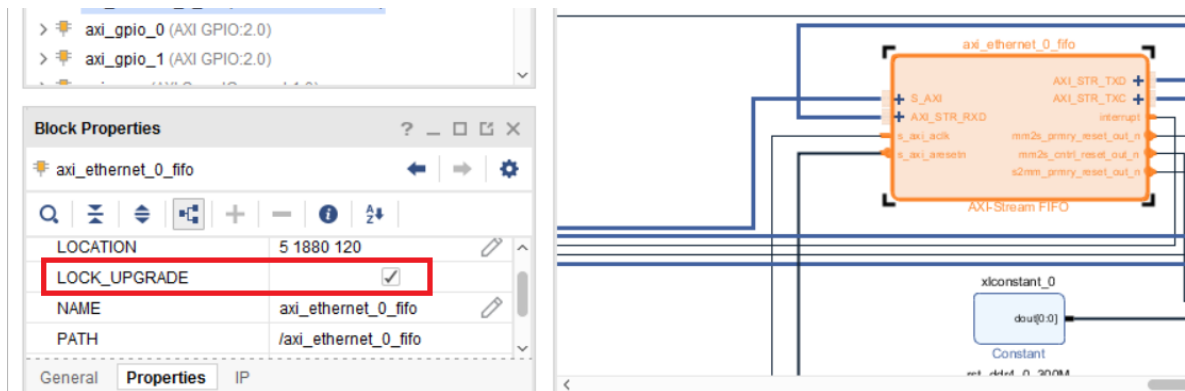 axi_gpio_0 (AXI GPIO:2.0)
axi_gpio_1 (AXI GPIO:2.0)
Block Properties
axi_ethernet_0_fifo
LOCATION 5 1880 120
LOCK_UPGRADE
NAME axi_ethernet_0_fifo
PATH /axi_ethernet_0_fifo
General Properties IP
axi_ethernet_0_fifo
S_AXI
AXI_STR_RXD
s_axi_aclk
s_axi_aresetn
AXI_STR_TXD
AXI_STR_TXC
interrupt
mm2s_prmry_reset_out_n
mm2s_cntrl_reset_out_n
s2mm_prmry_reset_out_n
AXI-Stream FIFO
xlconstant_0
dout[0:0]
Constant
rst_ddr4_0_300M